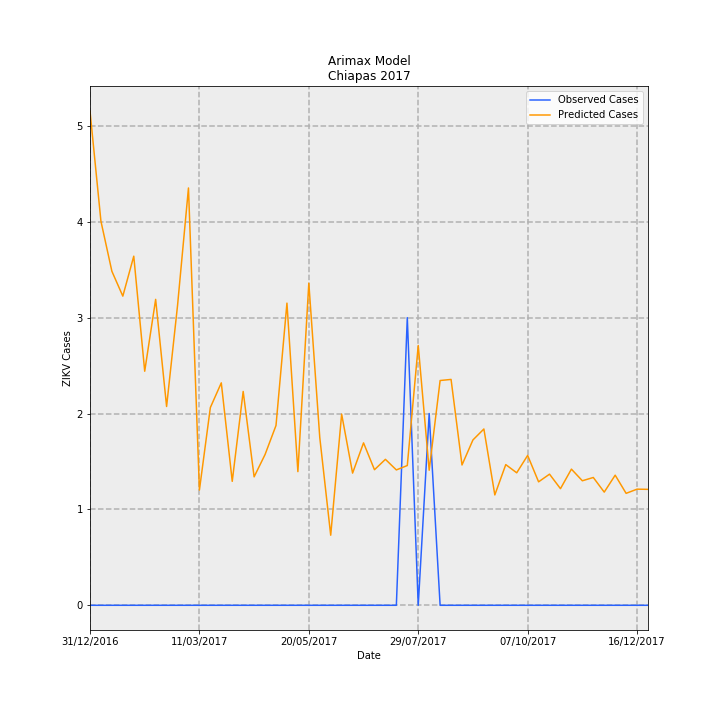 Arimax Model
Chiapas 2017
Observed Cases
Predicted Cases
ZIKV Cases
5
4
3
2
1
0
31/12/2016
11/03/2017
20/05/2017
29/07/2017
07/10/2017
16/12/2017
Date